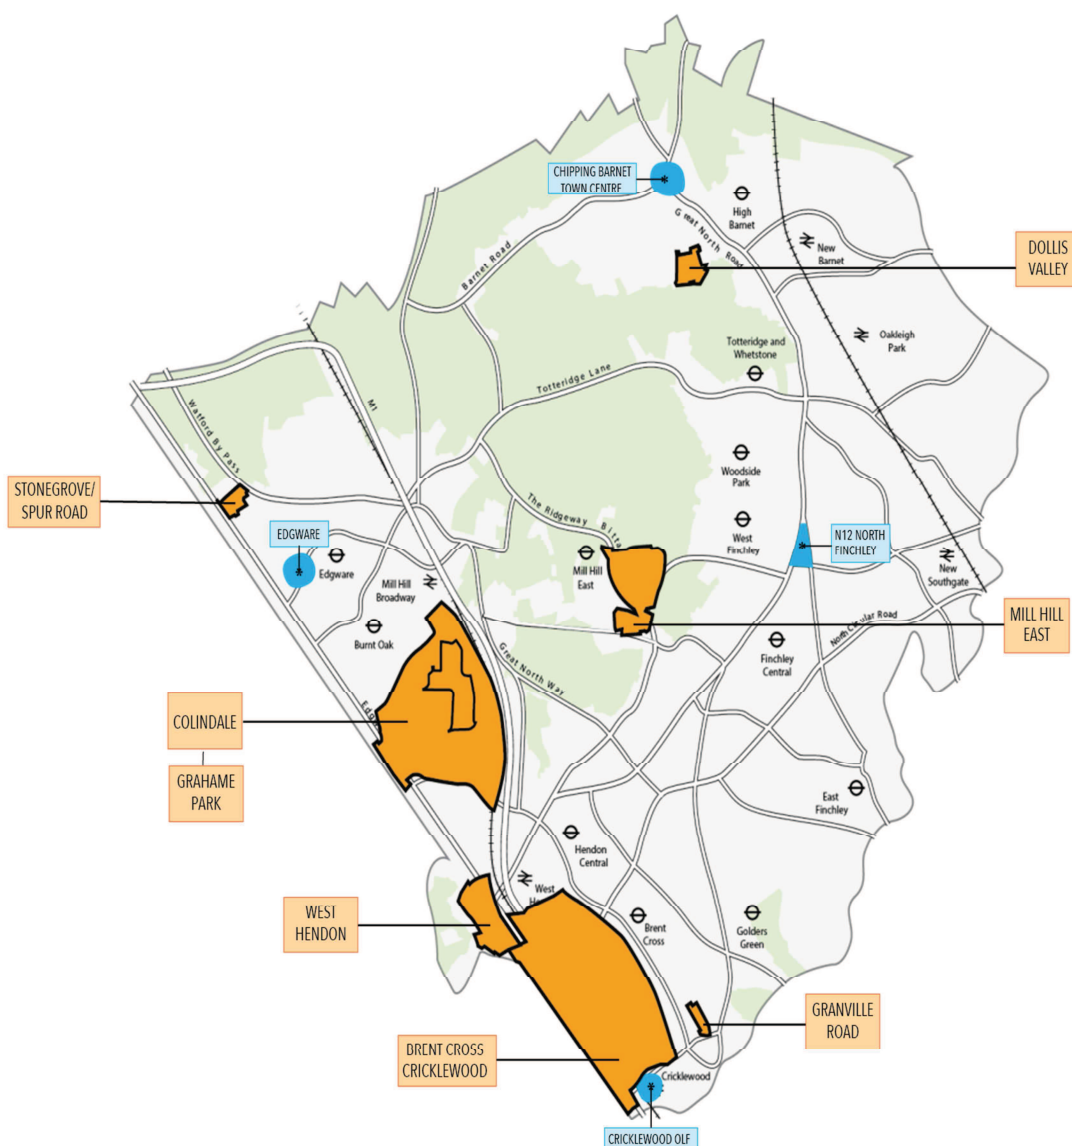 CHIPPING BARNET
TOWN CENTRE
High
Barnet
Great North Road
New
Barnet
DOLLIS
VALLEY
Barnet Road
Oakleigh
Park
Totteridge and
Whetstone
Totteridge Lane
M1
Watford By Pass
Woodside
Park
STONEGROVE/
SPUR ROAD
The Ridgeway
Bitta
West
Finchley
N12 NORTH
FINCHLEY
EDGWARE
Edgware
Mill Hill
East
Mill Hill
Broadway
New
Southgate
MILL HILL
EAST
Burnt Oak
North Circular Road
Finchley
Central
Great North Way
COLINDALE
GRAHAME
PARK
East
Finchley
Hendon
Central
West
WEST
HENDON
Brent
Cross
Golders
Green
GRANVILLE
ROAD
BRENT CROSS
CRICKLEWOOD
Cricklewood
CRICKLEWOOD OLF